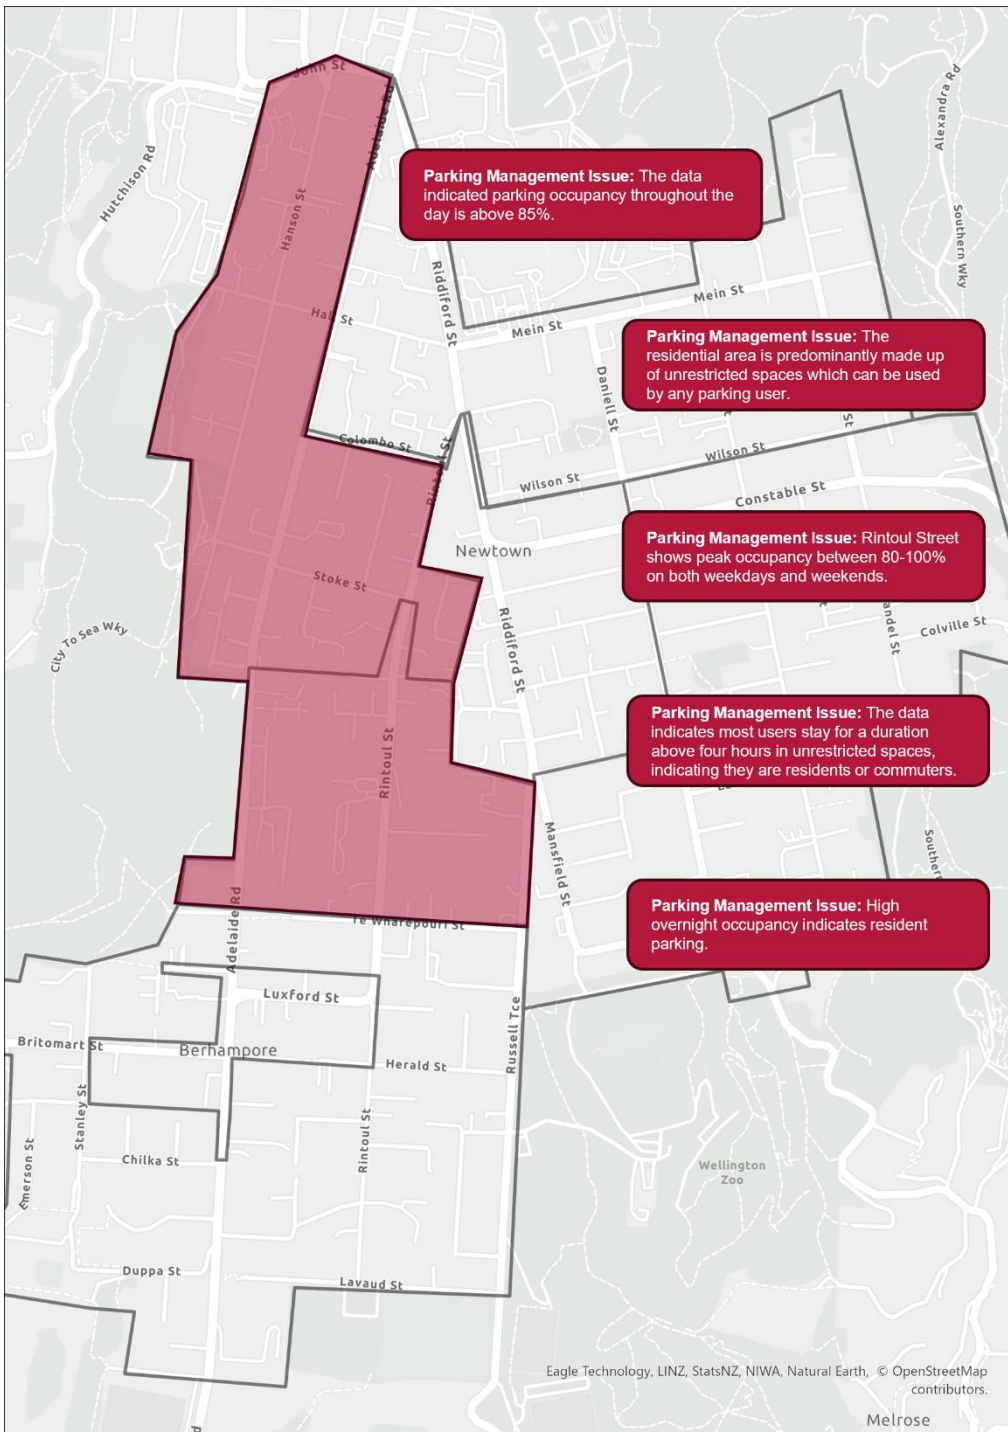 John St
Adelaide Rd
Alexandra Rd
Hutchison Rd
Parking Management Issue: The data
indicated parking occupancy throughout the
day is above 85%.
Hanson St
Southern Wky
Riddiford St
Mein St
Hall St
Mein St
Parking Management Issue: The
residential area is predominantly made up
of unrestricted spaces which can be used
by any parking user.
Daniell St
St
Colombo St
Rintoul St
Wilson St
Wilson St
Constable St
Newtown
Parking Management Issue: Rintoul Street
shows peak occupancy between 80-100%
on both weekdays and weekends.
Stoke St
Riddiford St
Colville St
City To Sea Wky
Rintoul St
Parking Management Issue: The data
indicates most users stay for a duration
above four hours in unrestricted spaces,
indicating they are residents or commuters.
Mansfield St
Southern
Parking Management Issue: High
overnight occupancy indicates resident
parking.
Te Wharepouri St
Adelaide Rd
Luxford St
Russell Tce
Britomart St
Berhampore
Herald St
Stanley St
Rintoul St
Emerson St
Chilka St
Wellington
Zoo
Duppa St
Lavaud St
Eagle Technology, LINZ, StatsNZ, NIWA, Natural Earth, © OpenStreetMap
contributors.
Melrose